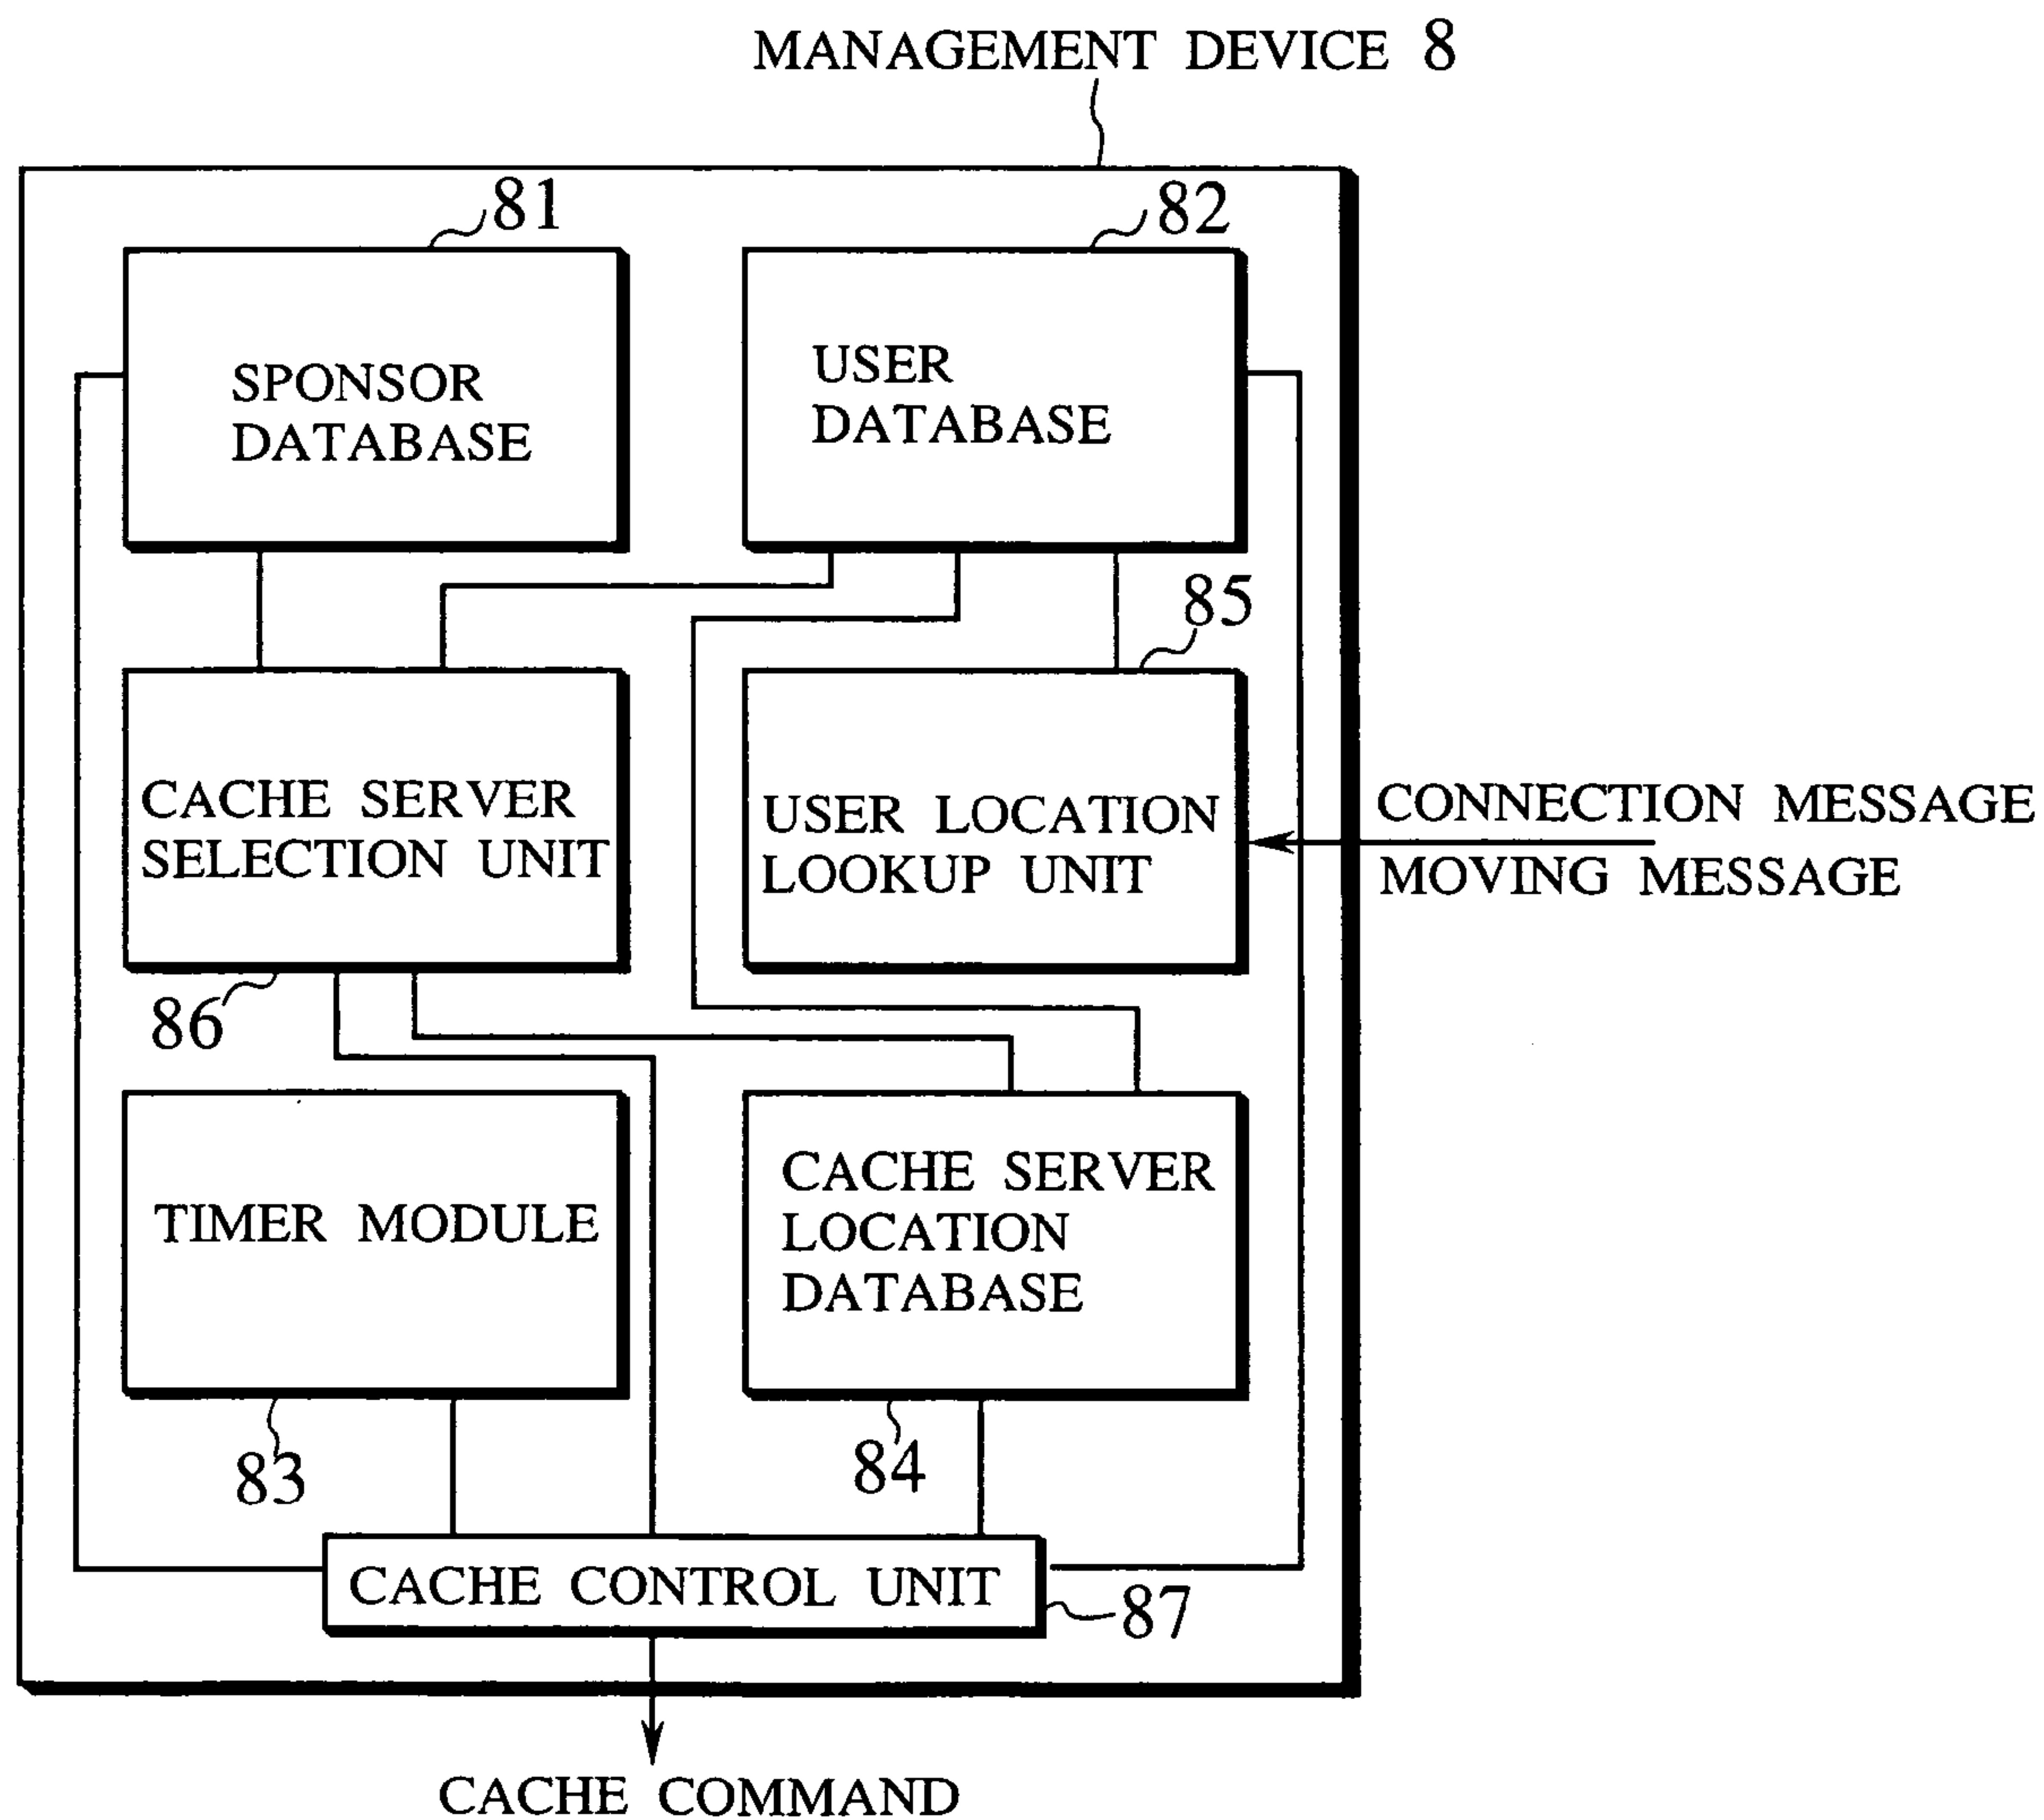 MANAGEMENT DEVICE 8
81
82
SPONSOR
DATABASE
USER
DATABASE
85
CACHE SERVER
SELECTION UNIT
USER LOCATION
LOOKUP UNIT
CONNECTION MESSAGE
MOVING MESSAGE
86
TIMER MODULE
CACHE SERVER
LOCATION
DATABASE
83
84
CACHE CONTROL UNIT
87
CACHE COMMAND